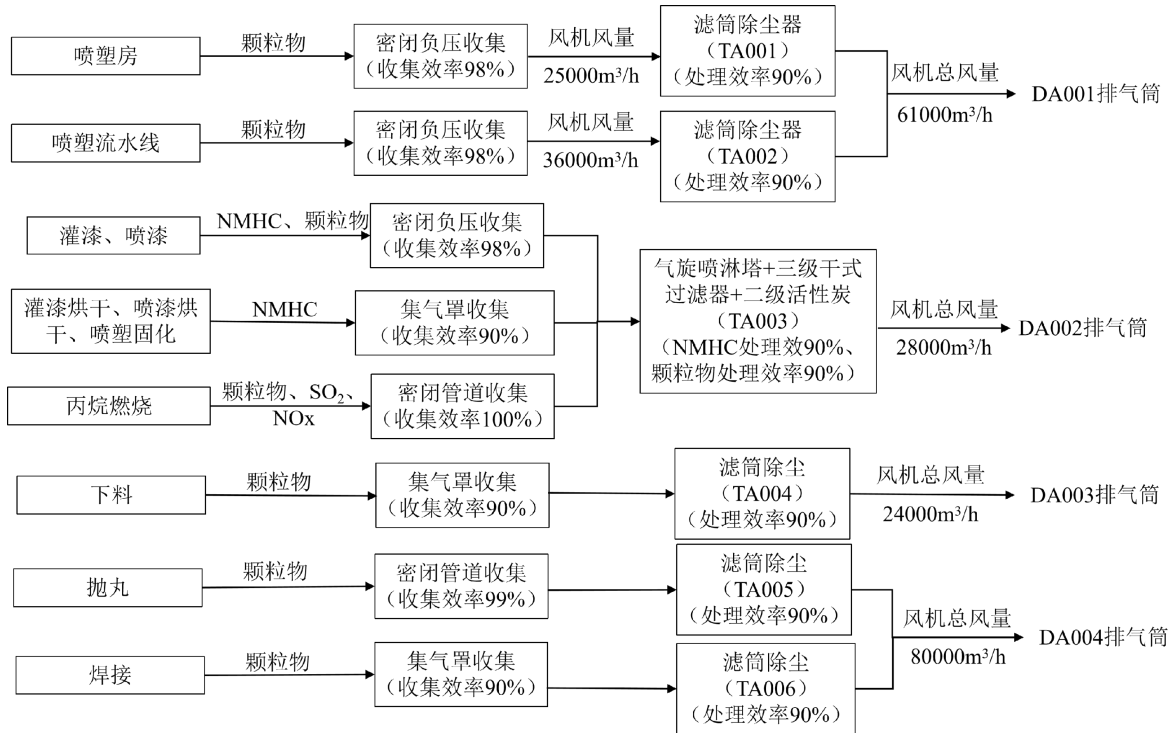 喷塑房
颗粒物
密闭负压收集
（收集效率98%）
风机风量
25000m³/h
滤筒除尘器
（TA001）
（处理效率90%）
喷塑流水线
颗粒物
密闭负压收集
（收集效率98%）
风机风量
36000m³/h
滤筒除尘器
（TA002）
（处理效率90%）
风机总风量
61000m³/h
DA001排气筒
灌漆、喷漆
NMHC、颗粒物
密闭负压收集
（收集效率98%）
灌漆烘干、喷漆烘
干、喷塑固化
NMHC
集气罩收集
（收集效率90%）
丙烷燃烧
颗粒物、SO₂、
NOx
密闭管道收集
（收集效率100%）
气旋喷淋塔+三级干式
过滤器+二级活性炭
（TA003）
（NMHC处理效90%、
颗粒物处理效率90%）
风机总风量
28000m³/h
DA002排气筒
下料
颗粒物
集气罩收集
（收集效率90%）
滤筒除尘
（TA004）
（处理效率90%）
风机总风量
24000m³/h
DA003排气筒
抛丸
颗粒物
密闭管道收集
（收集效率99%）
滤筒除尘
（TA005）
（处理效率90%）
焊接
颗粒物
集气罩收集
（收集效率90%）
滤筒除尘
（TA006）
（处理效率90%）
风机总风量
80000m³/h
DA004排气筒